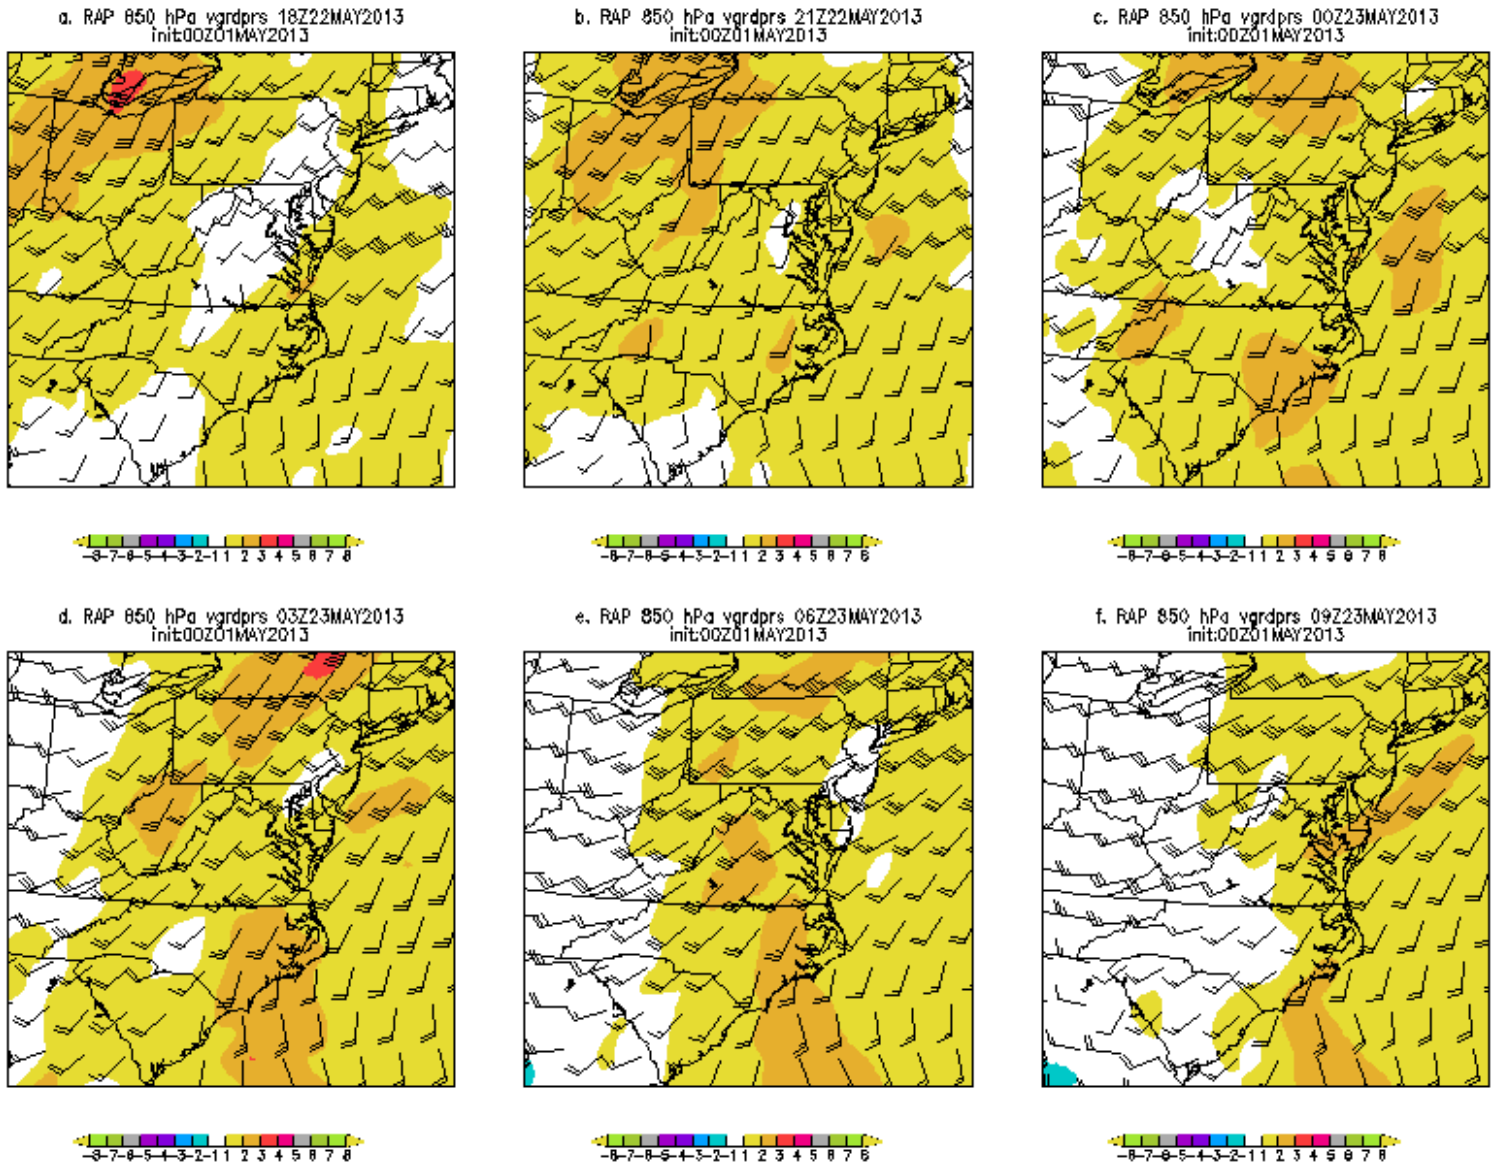 a. RAP 850 hPa vgrdprs 18Z22MAY2013
init:00Z01MAY2013
b. RAP 850 hPa vgrdprs 21Z22MAY2013
init:00Z01MAY2013
c. RAP 850 hPa vgrdprs 00Z23MAY2013
init:00Z01MAY2013
-8-7-6-5-4-3-2-1 1 2 3 4 5 6 7 8
-8-7-6-5-4-3-2-1 1 2 3 4 5 6 7 8
-8-7-6-5-4-3-2-1 1 2 3 4 5 6 7 8
d. RAP 850 hPa vgrdprs 03Z23MAY2013
init:00Z01MAY2013
e. RAP 850 hPa vgrdprs 06Z23MAY2013
init:00Z01MAY2013
f. RAP 850 hPa vgrdprs 09Z23MAY2013
init:00Z01MAY2013
-8-7-6-5-4-3-2-1 1 2 3 4 5 6 7 8
-8-7-6-5-4-3-2-1 1 2 3 4 5 6 7 8
-8-7-6-5-4-3-2-1 1 2 3 4 5 6 7 8